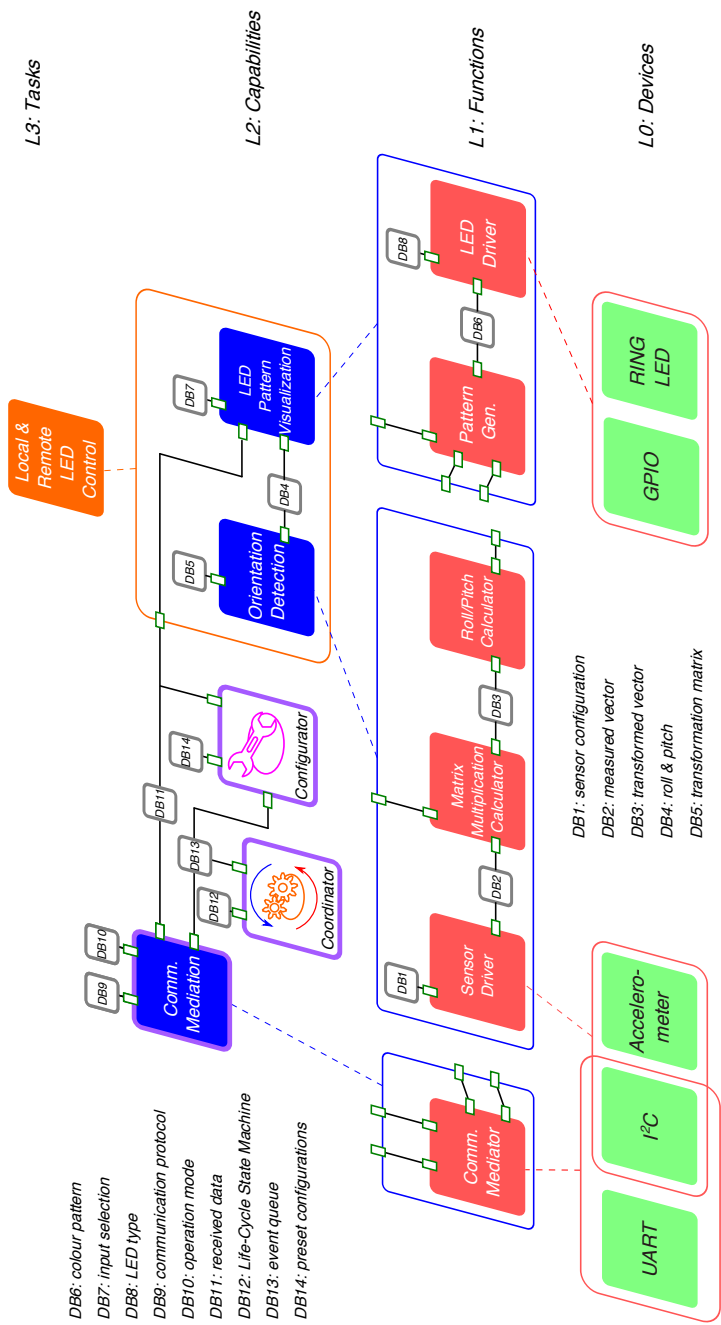 L3: Tasks
L2: Capabilities
L1: Functions
L0: Devices
Local &
Remote
LED
Control
DB9
DB10
Comm.
Mediation
DB11
DB12
DB13
Coordinator
DB14
Configurator
DB5
Orientation
Detection
DB4
DB7
LED
Pattern
Visualization
Comm.
Mediator
DB1
Sensor
Driver
DB2
Matrix
Multiplication
Calculator
DB3
Roll/Pitch
Calculator
Pattern
Gen.
DB6
DB8
LED
Driver
UART
I²C
Accelero-
meter
GPIO
RING
LED
DB1: sensor configuration
DB2: measured vector
DB3: transformed vector
DB4: roll & pitch
DB5: transformation matrix
DB6: colour pattern
DB7: input selection
DB8: LED type
DB9: communication protocol
DB10: operation mode
DB11: received data
DB12: Life-Cycle State Machine
DB13: event queue
DB14: preset configurations